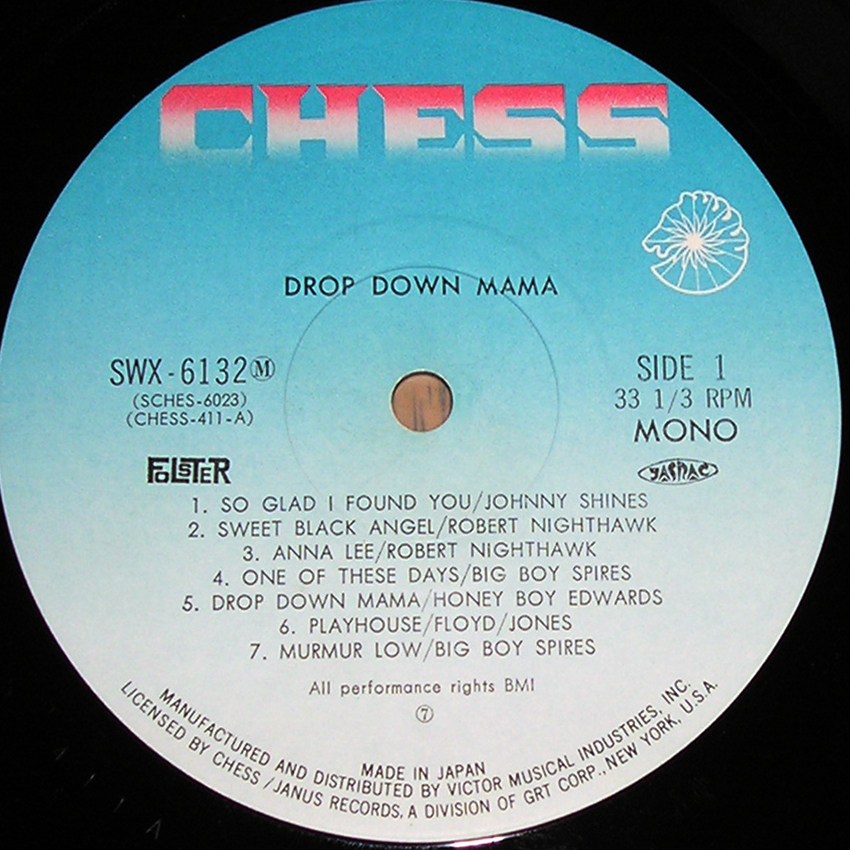 CHESS
DROP DOWN MAMA
SWX-6132 Ⓜ
(SCHES-6023)
(CHESS-411-A)
SIDE 1
33 1/3 RPM
MONO
FOLSTER
JASRAC
1. SO GLAD I FOUND YOU/JOHNNY SHINES
2. SWEET BLACK ANGEL/ROBERT NIGHTHAWK
3. ANNA LEE/ROBERT NIGHTHAWK
4. ONE OF THESE DAYS/BIG BOY SPIRES
5. DROP DOWN MAMA/HONEY BOY EDWARDS
6. PLAYHOUSE/FLOYD/JONES
7. MURMUR LOW/BIG BOY SPIRES
All performance rights BMI
⑦
MADE IN JAPAN
MANUFACTURED AND DISTRIBUTED BY VICTOR MUSICAL INDUSTRIES, INC.
LICENSED BY CHESS/JANUS RECORDS, A DIVISION OF GRT CORP., NEW YORK, U.S.A.